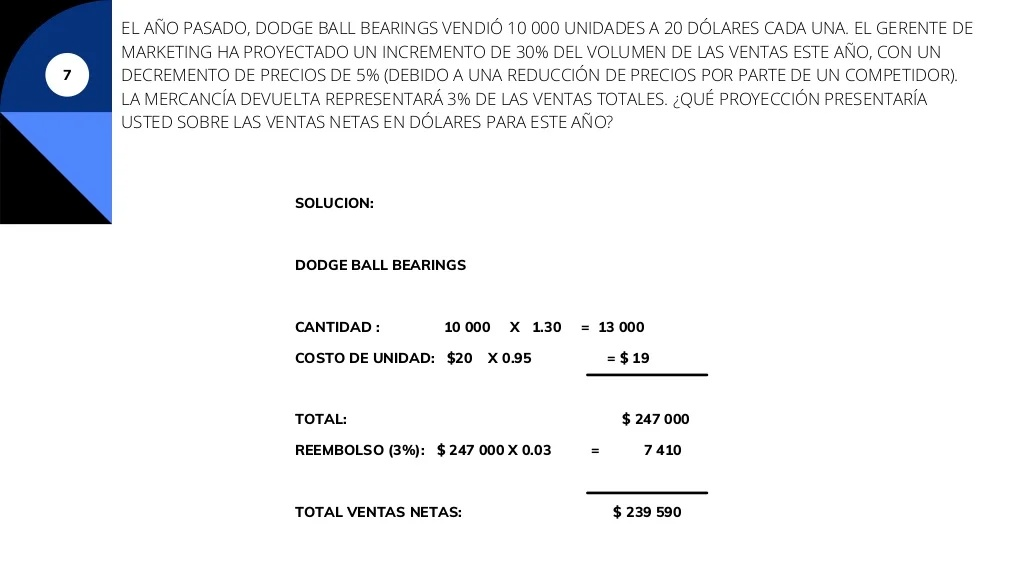 7
EL AÑO PASADO, DODGE BALL BEARINGS VENDIÓ 10 000 UNIDADES A 20 DÓLARES CADA UNA. EL GERENTE DE
MARKETING HA PROYECTADO UN INCREMENTO DE 30% DEL VOLUMEN DE LAS VENTAS ESTE AÑO, CON UN
DECREMENTO DE PRECIOS DE 5% (DEBIDO A UNA REDUCCIÓN DE PRECIOS POR PARTE DE UN COMPETIDOR).
LA MERCANCÍA DEVUELTA REPRESENTARÁ 3% DE LAS VENTAS TOTALES. ¿QUÉ PROYECCIÓN PRESENTARÍA
USTED SOBRE LAS VENTAS NETAS EN DÓLARES PARA ESTE AÑO?
SOLUCION:
DODGE BALL BEARINGS
CANTIDAD : 10 000 X 1.30 = 13 000
COSTO DE UNIDAD: $20 X 0.95 = $ 19
TOTAL: $ 247 000
REEMBOLSO (3%): $ 247 000 X 0.03 = 7 410
TOTAL VENTAS NETAS: $ 239 590